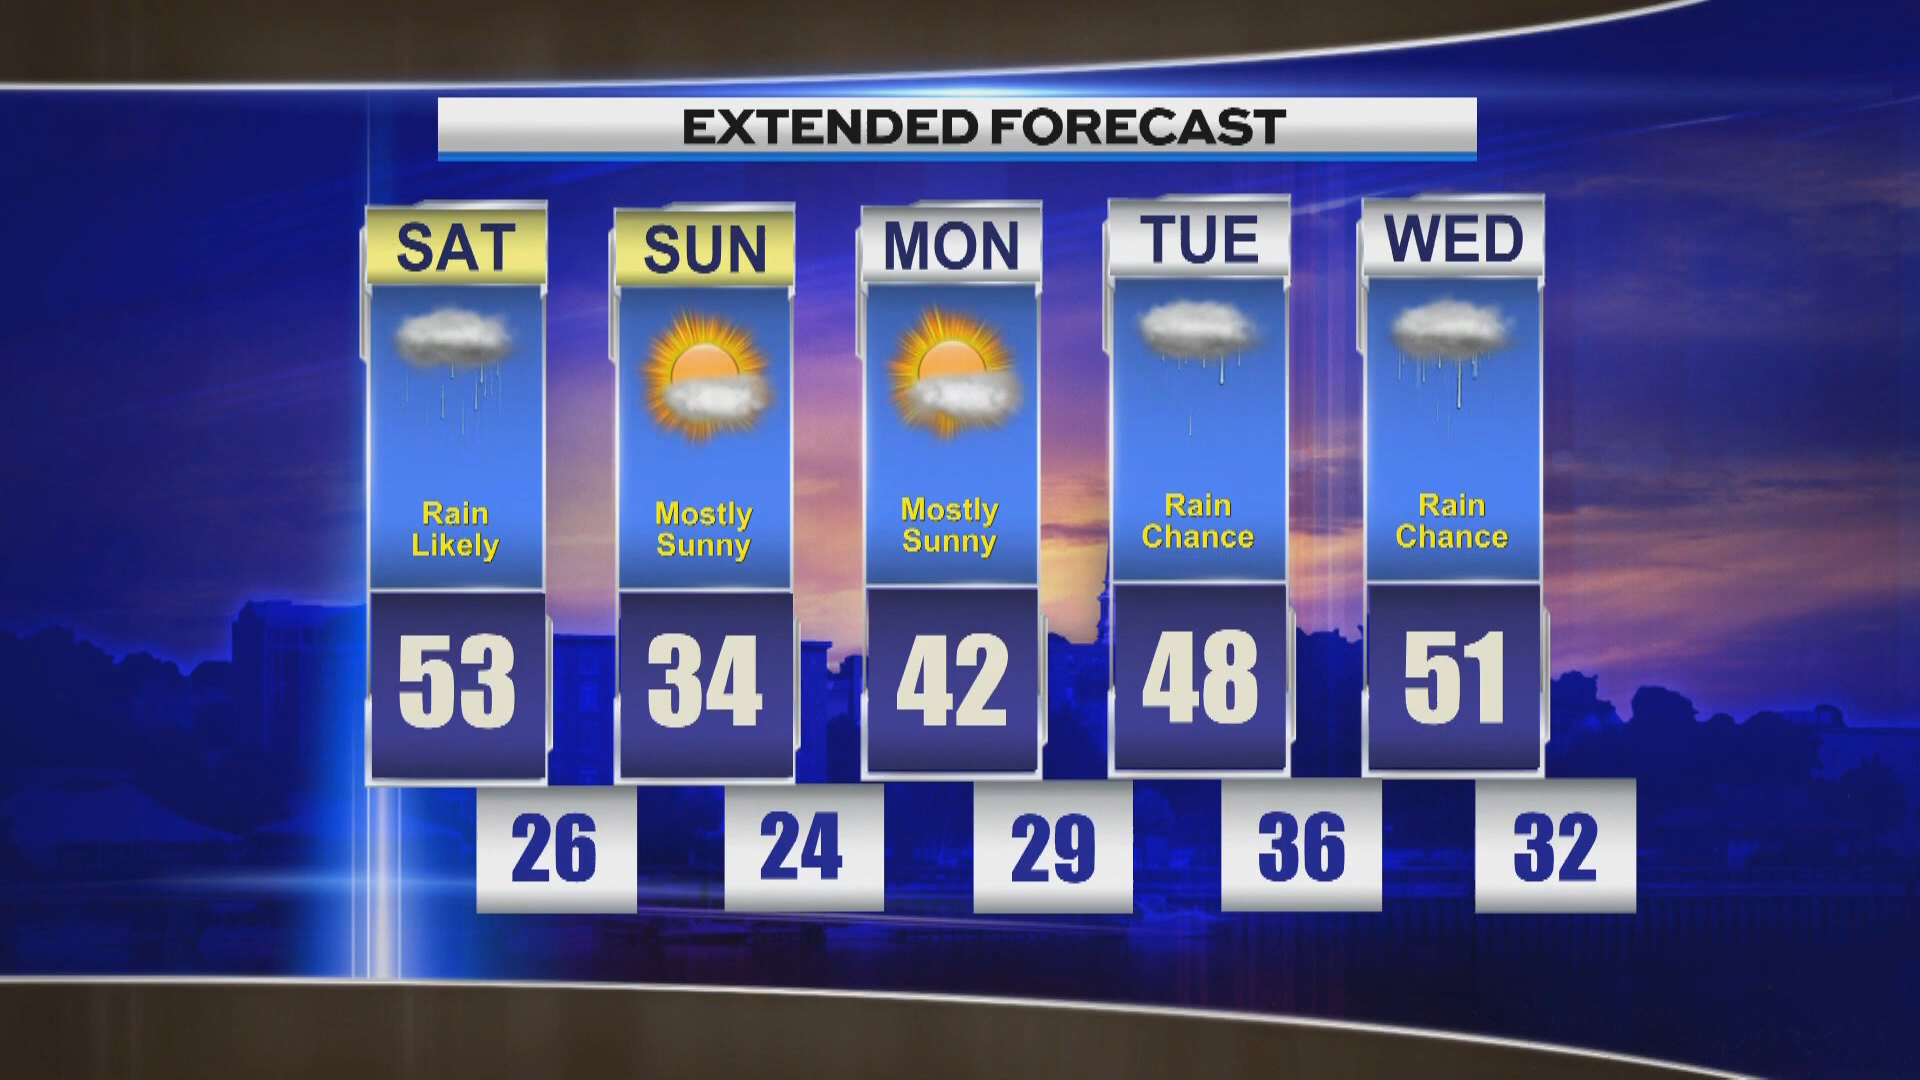 EXTENDED FORECAST
SAT
SUN
MON
TUE
WED
Rain
Likely
Mostly
Sunny
Mostly
Sunny
Rain
Chance
Rain
Chance
53
34
42
48
51
26
24
29
36
32